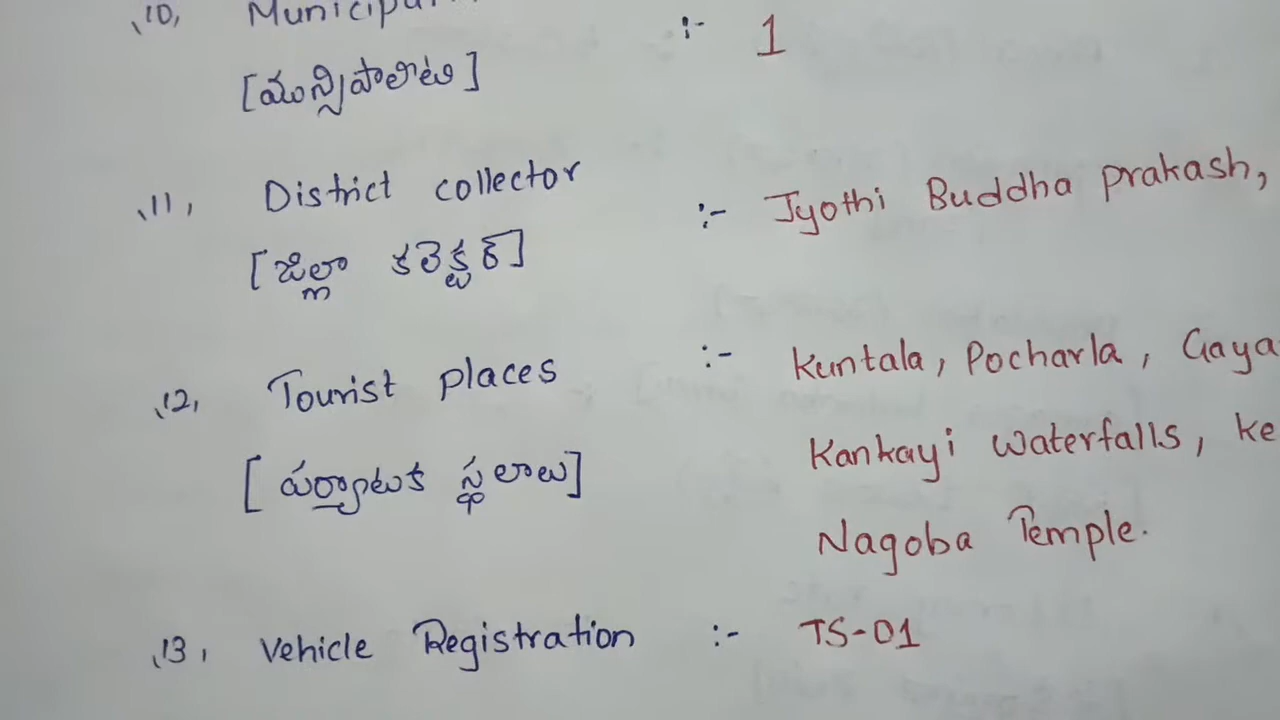 10, :- 1
[మున్సిపాలిటి]
11, District collector :- Jyothi Buddha prakash,
[జిల్లా కలెక్టర్]
12, Tourist places :- Kuntala, Pocharla, Gaya
Kankayi waterfalls, Ke
[పర్యాటక స్థలాలు]
Nagoba Temple.
13, Vehicle Registration :- TS-01